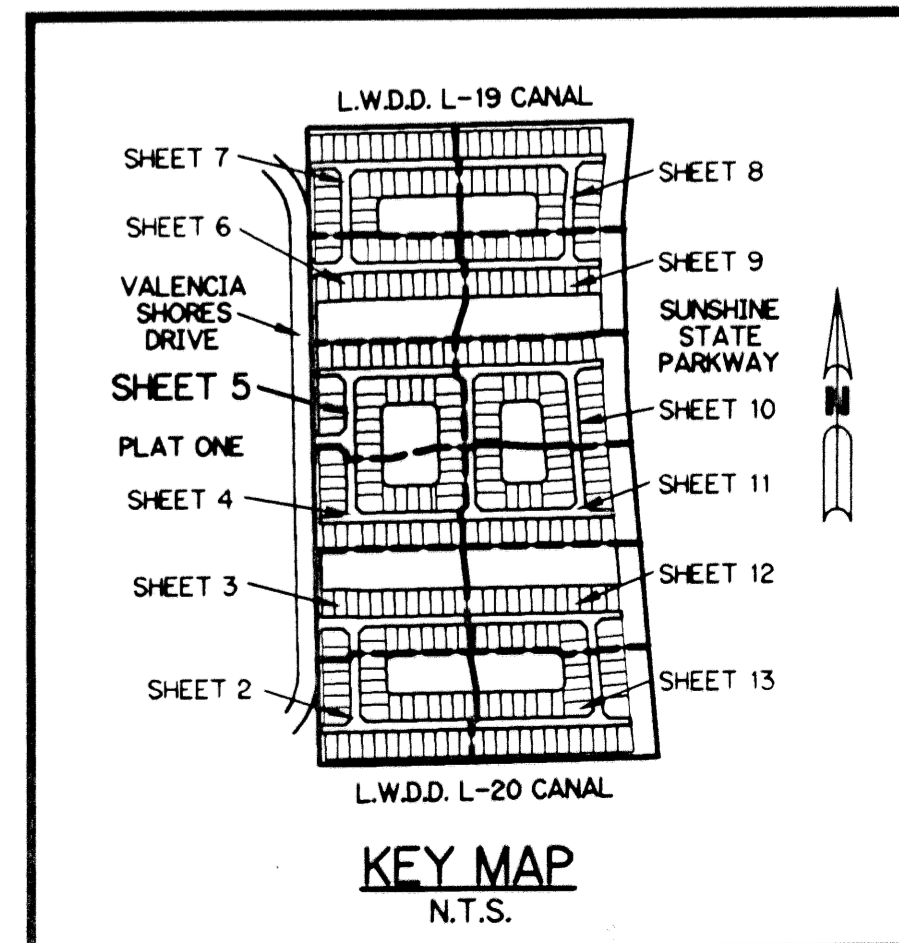 L.W.D.D. L-19 CANAL
SHEET 7
SHEET 8
SHEET 6
SHEET 9
VALENCIA
SHORES
DRIVE
SUNSHINE
STATE
PARKWAY
SHEET 5
N
SHEET 10
PLAT ONE
SHEET 4
SHEET 11
SHEET 3
SHEET 12
SHEET 2
SHEET 13
L.W.D.D. L-20 CANAL
KEY MAP
N.T.S.